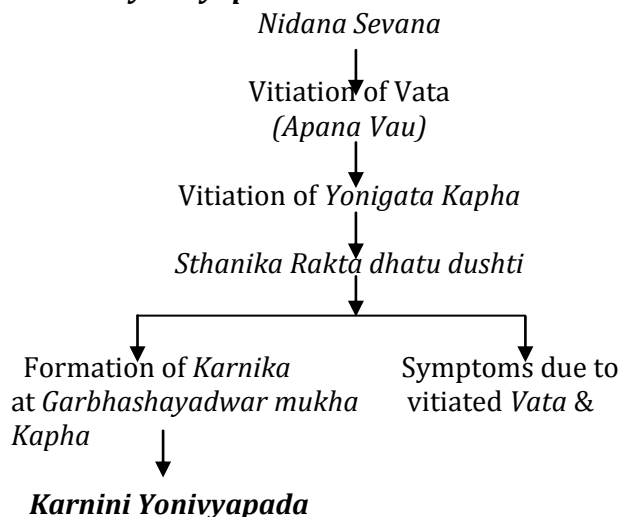 Nidana Sevana
Vitiation of Vata
(Apana Vau)
Vitiation of Yonigata Kapha
Sthanika Rakta dhatu dushti
Formation of Karnika Symptoms due to
at Garbhashayadwar mukha vitiated Vata &
Kapha
Karnini Yonivyapada